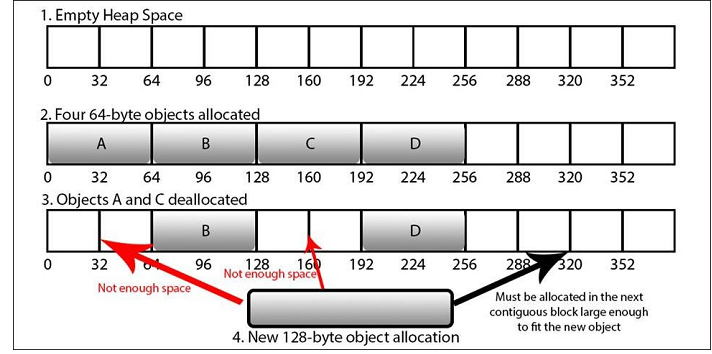 1. Empty Heap Space
0 32 64 96 128 160 192 224 256 288 320 352
2. Four 64-byte objects allocated
A B C D
0 32 64 96 128 160 192 224 256 288 320 352
3. Objects A and C deallocated
B D
0 32 64 96 128 160 192 224 256 288 320 352
Not enough space
Not enough space
Must be allocated in the next
contiguous block large enough
to fit the new object
4. New 128-byte object allocation